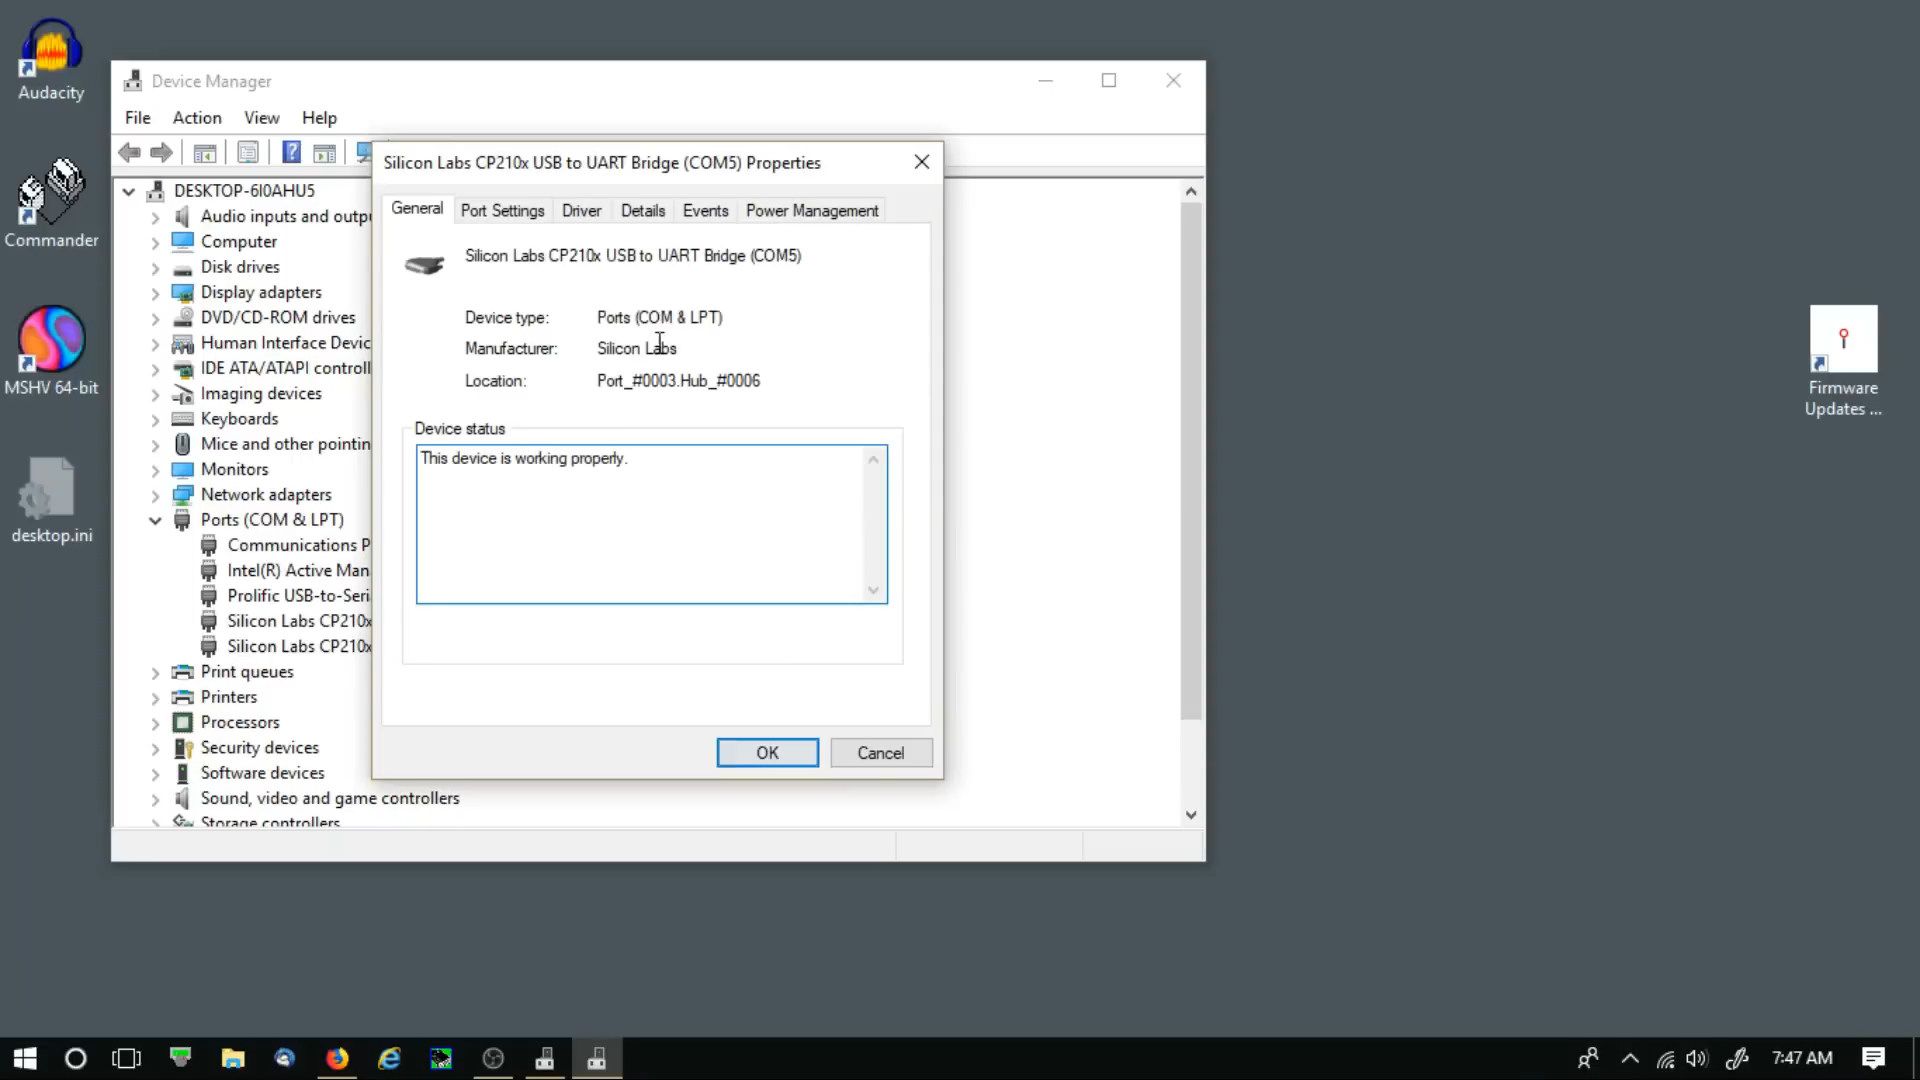 Audacity
Commander
MSHV 64-bit
desktop.ini
Device Manager
File Action View Help
DESKTOP-6I0AHU5
Audio inputs and outpu
Computer
Disk drives
Display adapters
DVD/CD-ROM drives
Human Interface Devic
IDE ATA/ATAPI controll
Imaging devices
Keyboards
Mice and other pointin
Monitors
Network adapters
Ports (COM & LPT)
Communications P
Intel(R) Active Man
Prolific USB-to-Seri
Silicon Labs CP210x
Silicon Labs CP210x
Print queues
Printers
Processors
Security devices
Software devices
Sound, video and game controllers
Storage controllers
Silicon Labs CP210x USB to UART Bridge (COM5) Properties
General Port Settings Driver Details Events Power Management
Silicon Labs CP210x USB to UART Bridge (COM5)
Device type: Ports (COM & LPT)
Manufacturer: Silicon Labs
Location: Port_#0003.Hub_#0006
Device status
This device is working properly.
OK Cancel
Firmware
Updates ...
7:47 AM